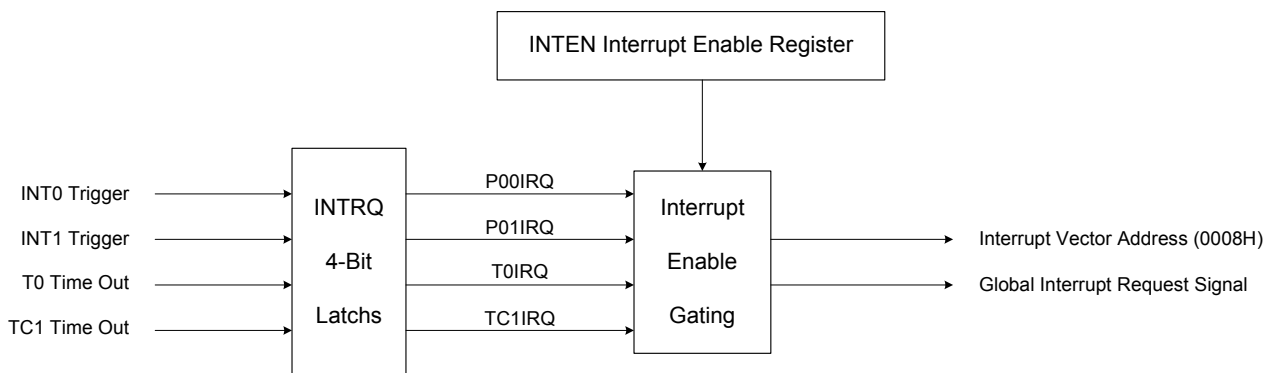 INTEN Interrupt Enable Register
INT0 Trigger
INT1 Trigger
T0 Time Out
TC1 Time Out
INTRQ
4-Bit
Latchs
P00IRQ
P01IRQ
T0IRQ
TC1IRQ
Interrupt
Enable
Gating
Interrupt Vector Address (0008H)
Global Interrupt Request Signal